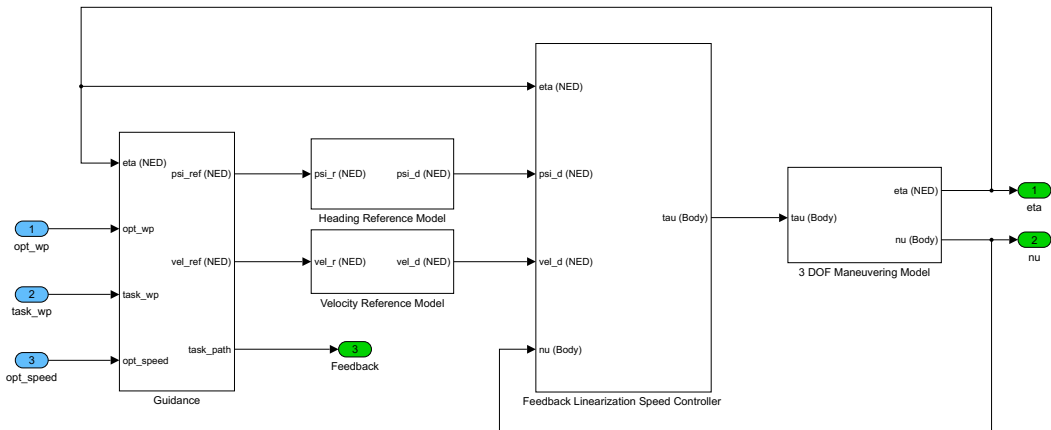 1
opt_wp
2
task_wp
3
opt_speed
eta (NED)
opt_wp
task_wp
opt_speed
psi_ref (NED)
vel_ref (NED)
task_path
Guidance
psi_r (NED)
psi_d (NED)
Heading Reference Model
vel_r (NED)
vel_d (NED)
Velocity Reference Model
3
Feedback
eta (NED)
psi_d (NED)
vel_d (NED)
nu (Body)
tau (Body)
Feedback Linearization Speed Controller
tau (Body)
eta (NED)
nu (Body)
3 DOF Maneuvering Model
1
eta
2
nu